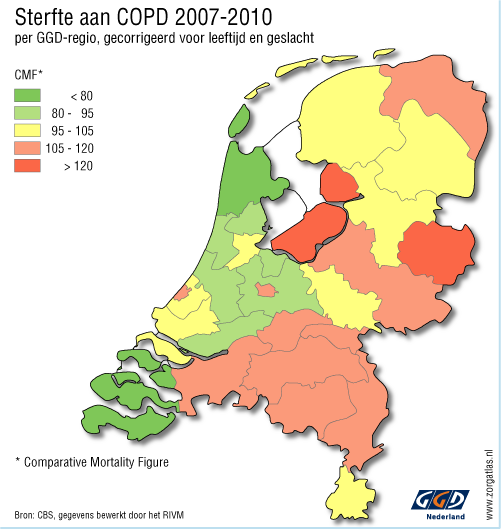 Sterfte aan COPD 2007-2010
per GGD-regio, gecorrigeerd voor leeftijd en geslacht
CMF*
< 80
80 - 95
95 - 105
105 - 120
> 120
* Comparative Mortality Figure
Bron: CBS, gegevens bewerkt door het RIVM
GGD
Nederland
www.zorgatlas.nl